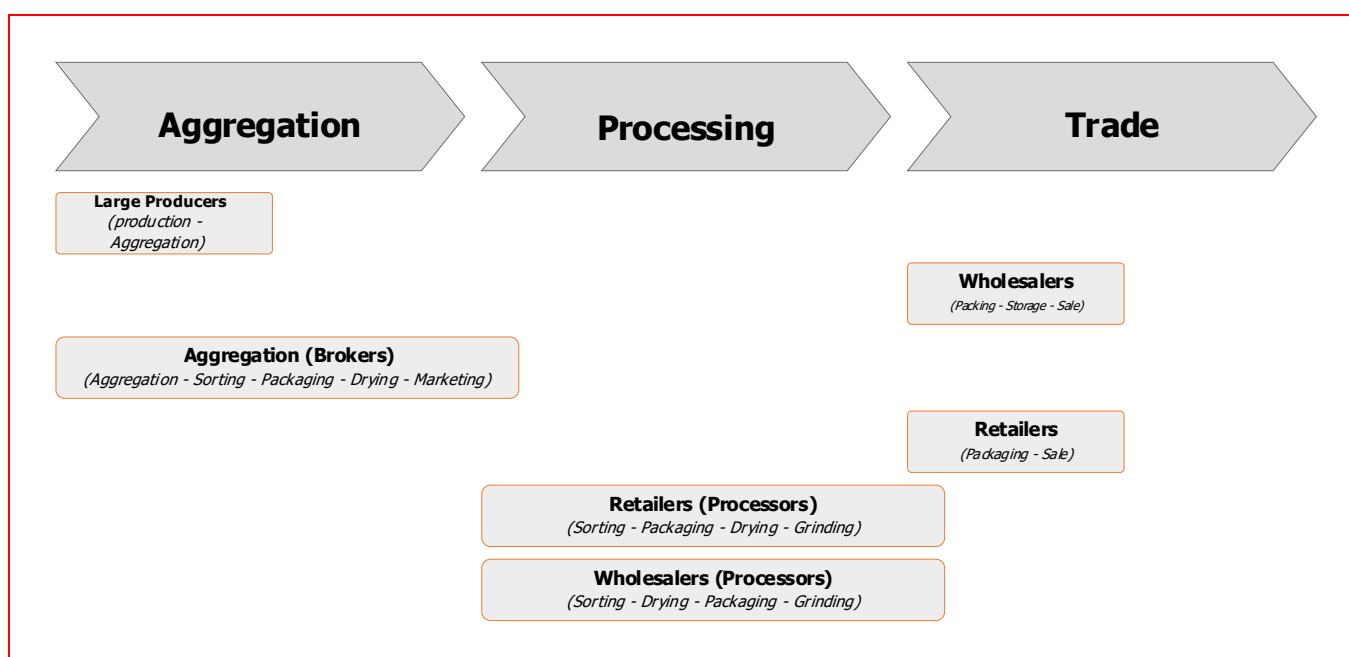 Aggregation
Processing
Trade
Large Producers
(production -
Aggregation)
Wholesalers
(Packing - Storage - Sale)
Aggregation (Brokers)
(Aggregation - Sorting - Packaging - Drying - Marketing)
Retailers
(Packaging - Sale)
Retailers (Processors)
(Sorting - Packaging - Drying - Grinding)
Wholesalers (Processors)
(Sorting - Drying - Packaging - Grinding)